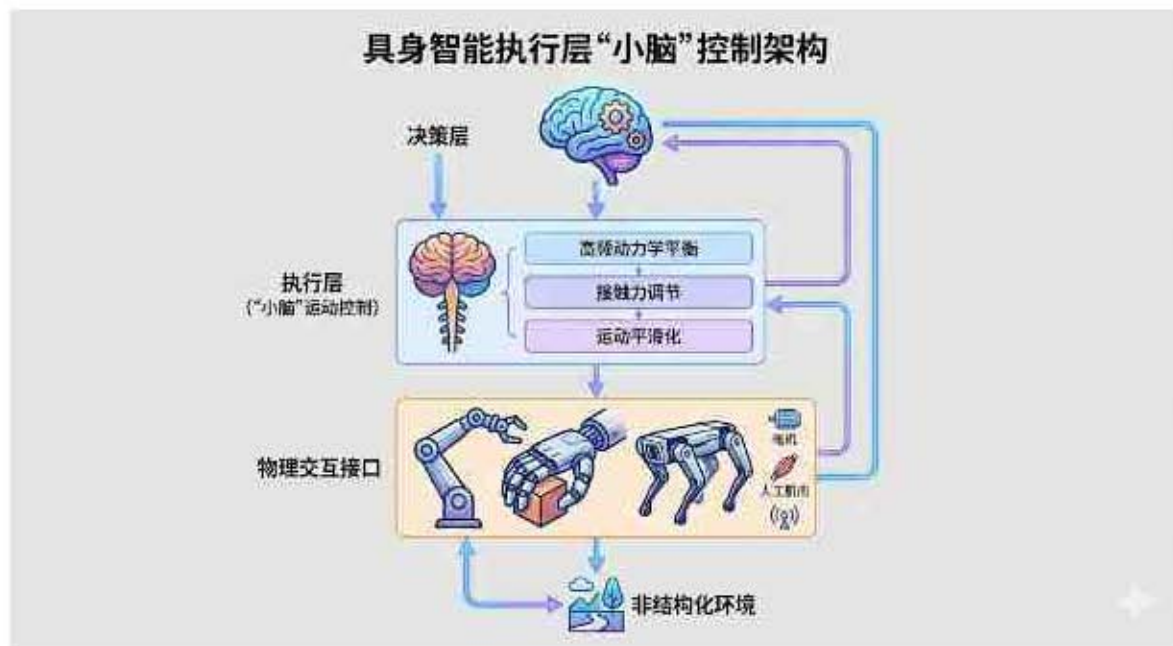 具身智能执行层“小脑”控制架构
决策层
高频动力学平衡
执行层
(“小脑”运动控制)
接触力调节
运动平滑化
电机
物理交互接口
人工肌肉
非结构化环境